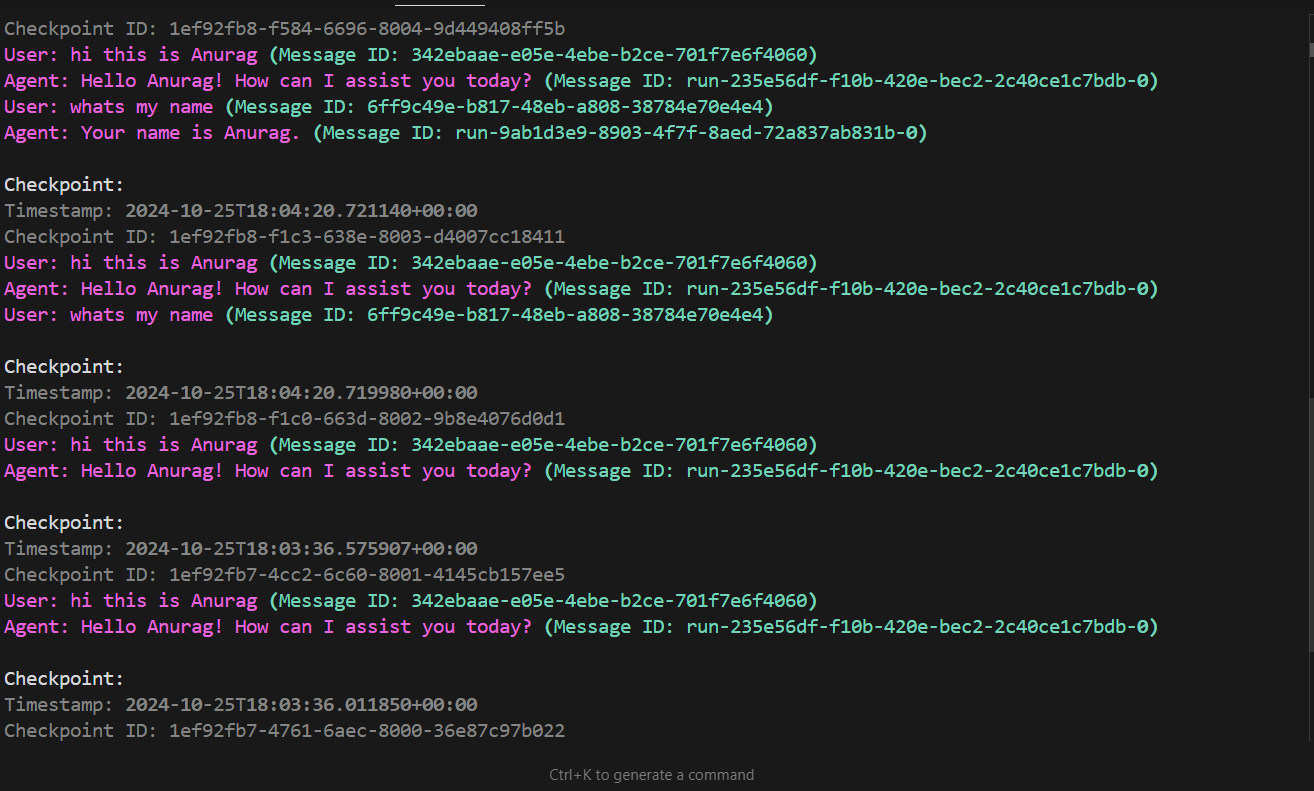 Checkpoint ID: 1ef92fb8-f584-6696-8004-9d449408ff5b
User: hi this is Anurag (Message ID: 342ebaae-e05e-4ebe-b2ce-701f7e6f4060)
Agent: Hello Anurag! How can I assist you today? (Message ID: run-235e56df-f10b-420e-bec2-2c40ce1c7bdb-0)
User: whats my name (Message ID: 6ff9c49e-b817-48eb-a808-38784e70e4e4)
Agent: Your name is Anurag. (Message ID: run-9ab1d3e9-8903-4f7f-8aed-72a837ab831b-0)
Checkpoint:
Timestamp: 2024-10-25T18:04:20.721140+00:00
Checkpoint ID: 1ef92fb8-f1c3-638e-8003-d4007cc18411
User: hi this is Anurag (Message ID: 342ebaae-e05e-4ebe-b2ce-701f7e6f4060)
Agent: Hello Anurag! How can I assist you today? (Message ID: run-235e56df-f10b-420e-bec2-2c40ce1c7bdb-0)
User: whats my name (Message ID: 6ff9c49e-b817-48eb-a808-38784e70e4e4)
Checkpoint:
Timestamp: 2024-10-25T18:04:20.719980+00:00
Checkpoint ID: 1ef92fb8-f1c0-663d-8002-9b8e4076d0d1
User: hi this is Anurag (Message ID: 342ebaae-e05e-4ebe-b2ce-701f7e6f4060)
Agent: Hello Anurag! How can I assist you today? (Message ID: run-235e56df-f10b-420e-bec2-2c40ce1c7bdb-0)
Checkpoint:
Timestamp: 2024-10-25T18:03:36.575907+00:00
Checkpoint ID: 1ef92fb7-4cc2-6c60-8001-4145cb157ee5
User: hi this is Anurag (Message ID: 342ebaae-e05e-4ebe-b2ce-701f7e6f4060)
Agent: Hello Anurag! How can I assist you today? (Message ID: run-235e56df-f10b-420e-bec2-2c40ce1c7bdb-0)
Checkpoint:
Timestamp: 2024-10-25T18:03:36.011850+00:00
Checkpoint ID: 1ef92fb7-4761-6aec-8000-36e87c97b022
Ctrl+K to generate a command